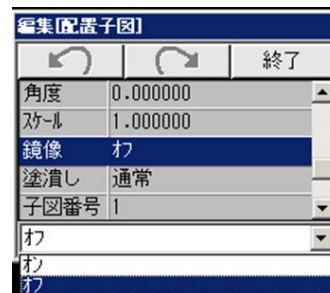 編集[配置子図]
終了
角度 0.000000
ｽｹｰﾙ 1.000000
鏡像 ｵﾌ
塗潰し 通常
子図番号 1
ｵﾌ
ｵﾝ
ｵﾌ